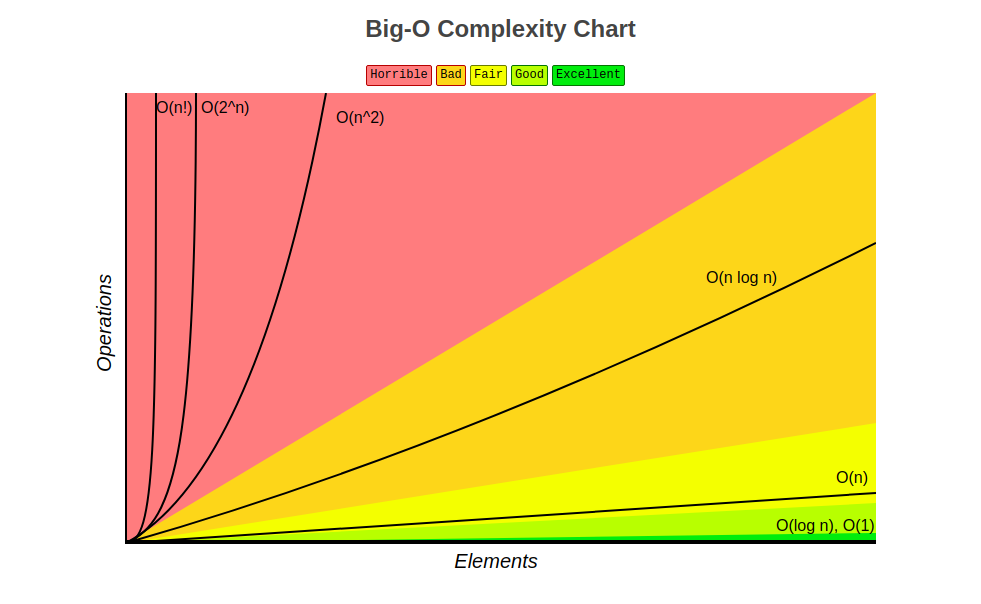 Big-O Complexity Chart
Horrible Bad Fair Good Excellent
O(n!) O(2^n)
O(n^2)
O(n log n)
Operations
O(n)
O(log n), O(1)
Elements